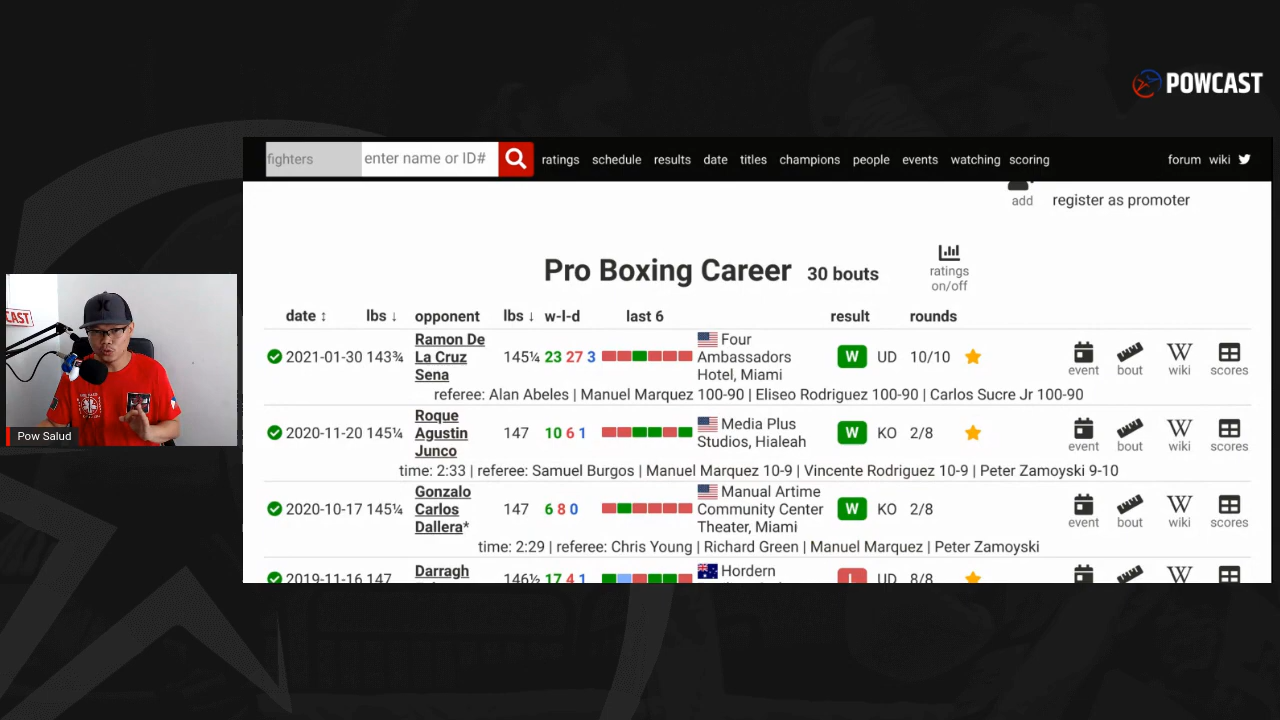 POWCAST
fighters enter name or ID# ratings schedule results date titles champions people events watching scoring forum wiki
add register as promoter
Pro Boxing Career 30 bouts ratings on/off
date ↕ lbs ↓ opponent lbs ↓ w-l-d last 6 result rounds
2021-01-30 143¾ Ramon De La Cruz Sena 145¼ 23 27 3 Four Ambassadors Hotel, Miami W UD 10/10 event bout wiki scores
referee: Alan Abeles | Manuel Marquez 100-90 | Eliseo Rodriguez 100-90 | Carlos Sucre Jr 100-90
2020-11-20 145¼ Roque Agustin Junco 147 10 6 1 Media Plus Studios, Hialeah W KO 2/8 event bout wiki scores
time: 2:33 | referee: Samuel Burgos | Manuel Marquez 10-9 | Vincente Rodriguez 10-9 | Peter Zamoyski 9-10
2020-10-17 145¼ Gonzalo Carlos Dallera* 147 6 8 0 Manual Artime Community Center Theater, Miami W KO 2/8 event bout wiki scores
time: 2:29 | referee: Chris Young | Richard Green | Manuel Marquez | Peter Zamoyski
2019-11-16 147 Darragh 146½ 17 4 1 Hordern L UD 8/8
CAST
Pow Salud